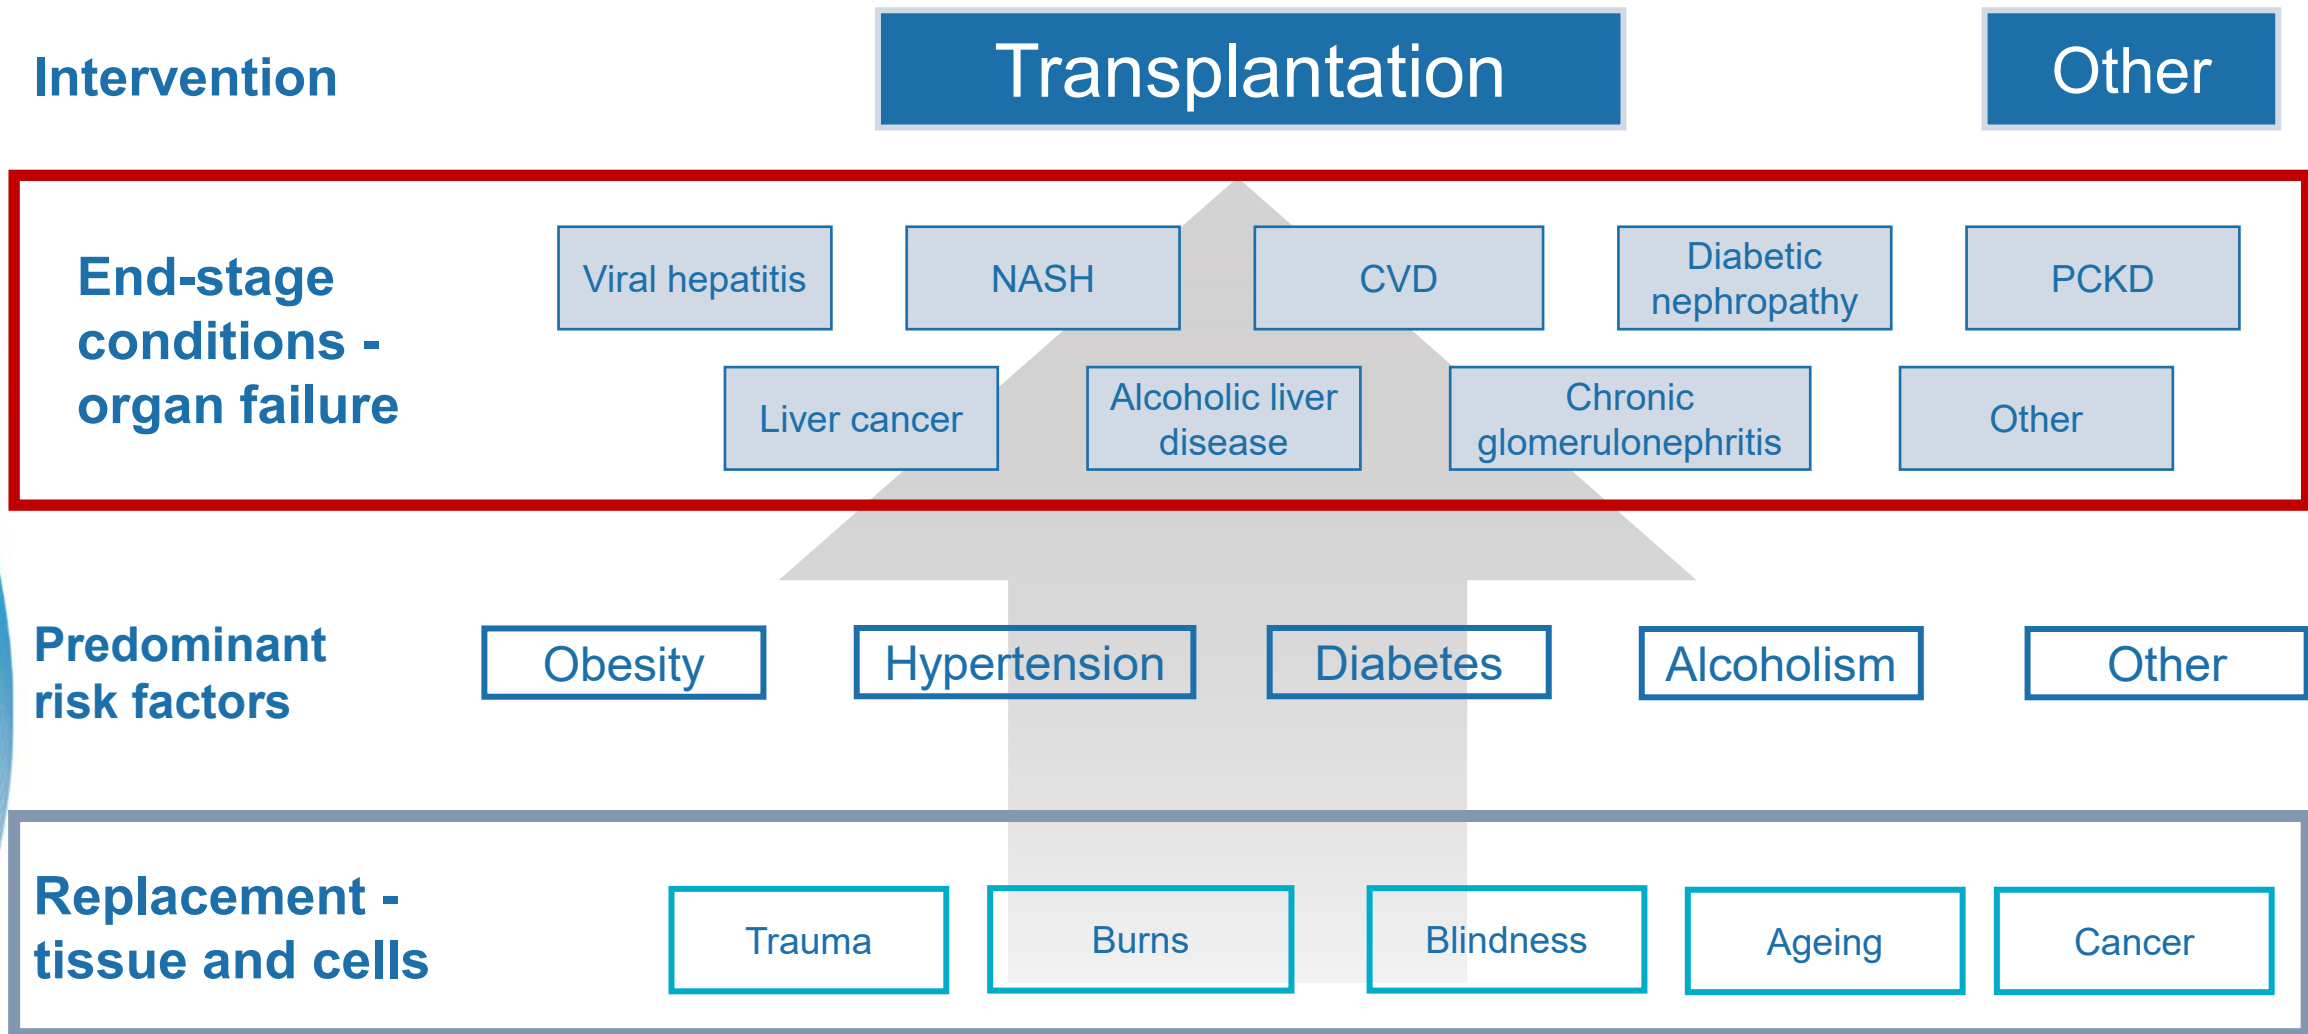 Intervention
Transplantation
Other
End-stage
conditions -
organ failure
Viral hepatitis
NASH
CVD
Diabetic
nephropathy
PCKD
Liver cancer
Alcoholic liver
disease
Chronic
glomerulonephritis
Other
Predominant
risk factors
Obesity
Hypertension
Diabetes
Alcoholism
Other
Replacement -
tissue and cells
Trauma
Burns
Blindness
Ageing
Cancer